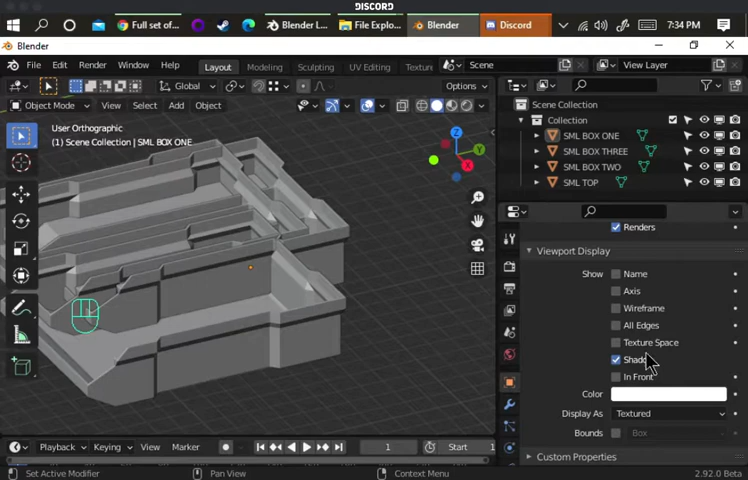 DISCORD
Full set of...
Blender L...
File Explo...
Blender
Discord
7:34 PM
Blender
File Edit Render Window Help Layout Modeling Sculpting UV Editing Textur Scene View Layer
Global Options
Object Mode View Select Add Object
User Orthographic
(1) Scene Collection | SML BOX ONE
Z
Y
X
Scene Collection
Collection
SML BOX ONE
SML BOX THREE
SML BOX TWO
SML TOP
Renders
Viewport Display
Show Name
Axis
Wireframe
All Edges
Texture Space
Shado
In Front
Color
Display As Textured
Bounds Box
Custom Properties
Playback Keying View Marker 1 Start 1
Set Active Modifier Pan View Context Menu 2.92.0 Beta